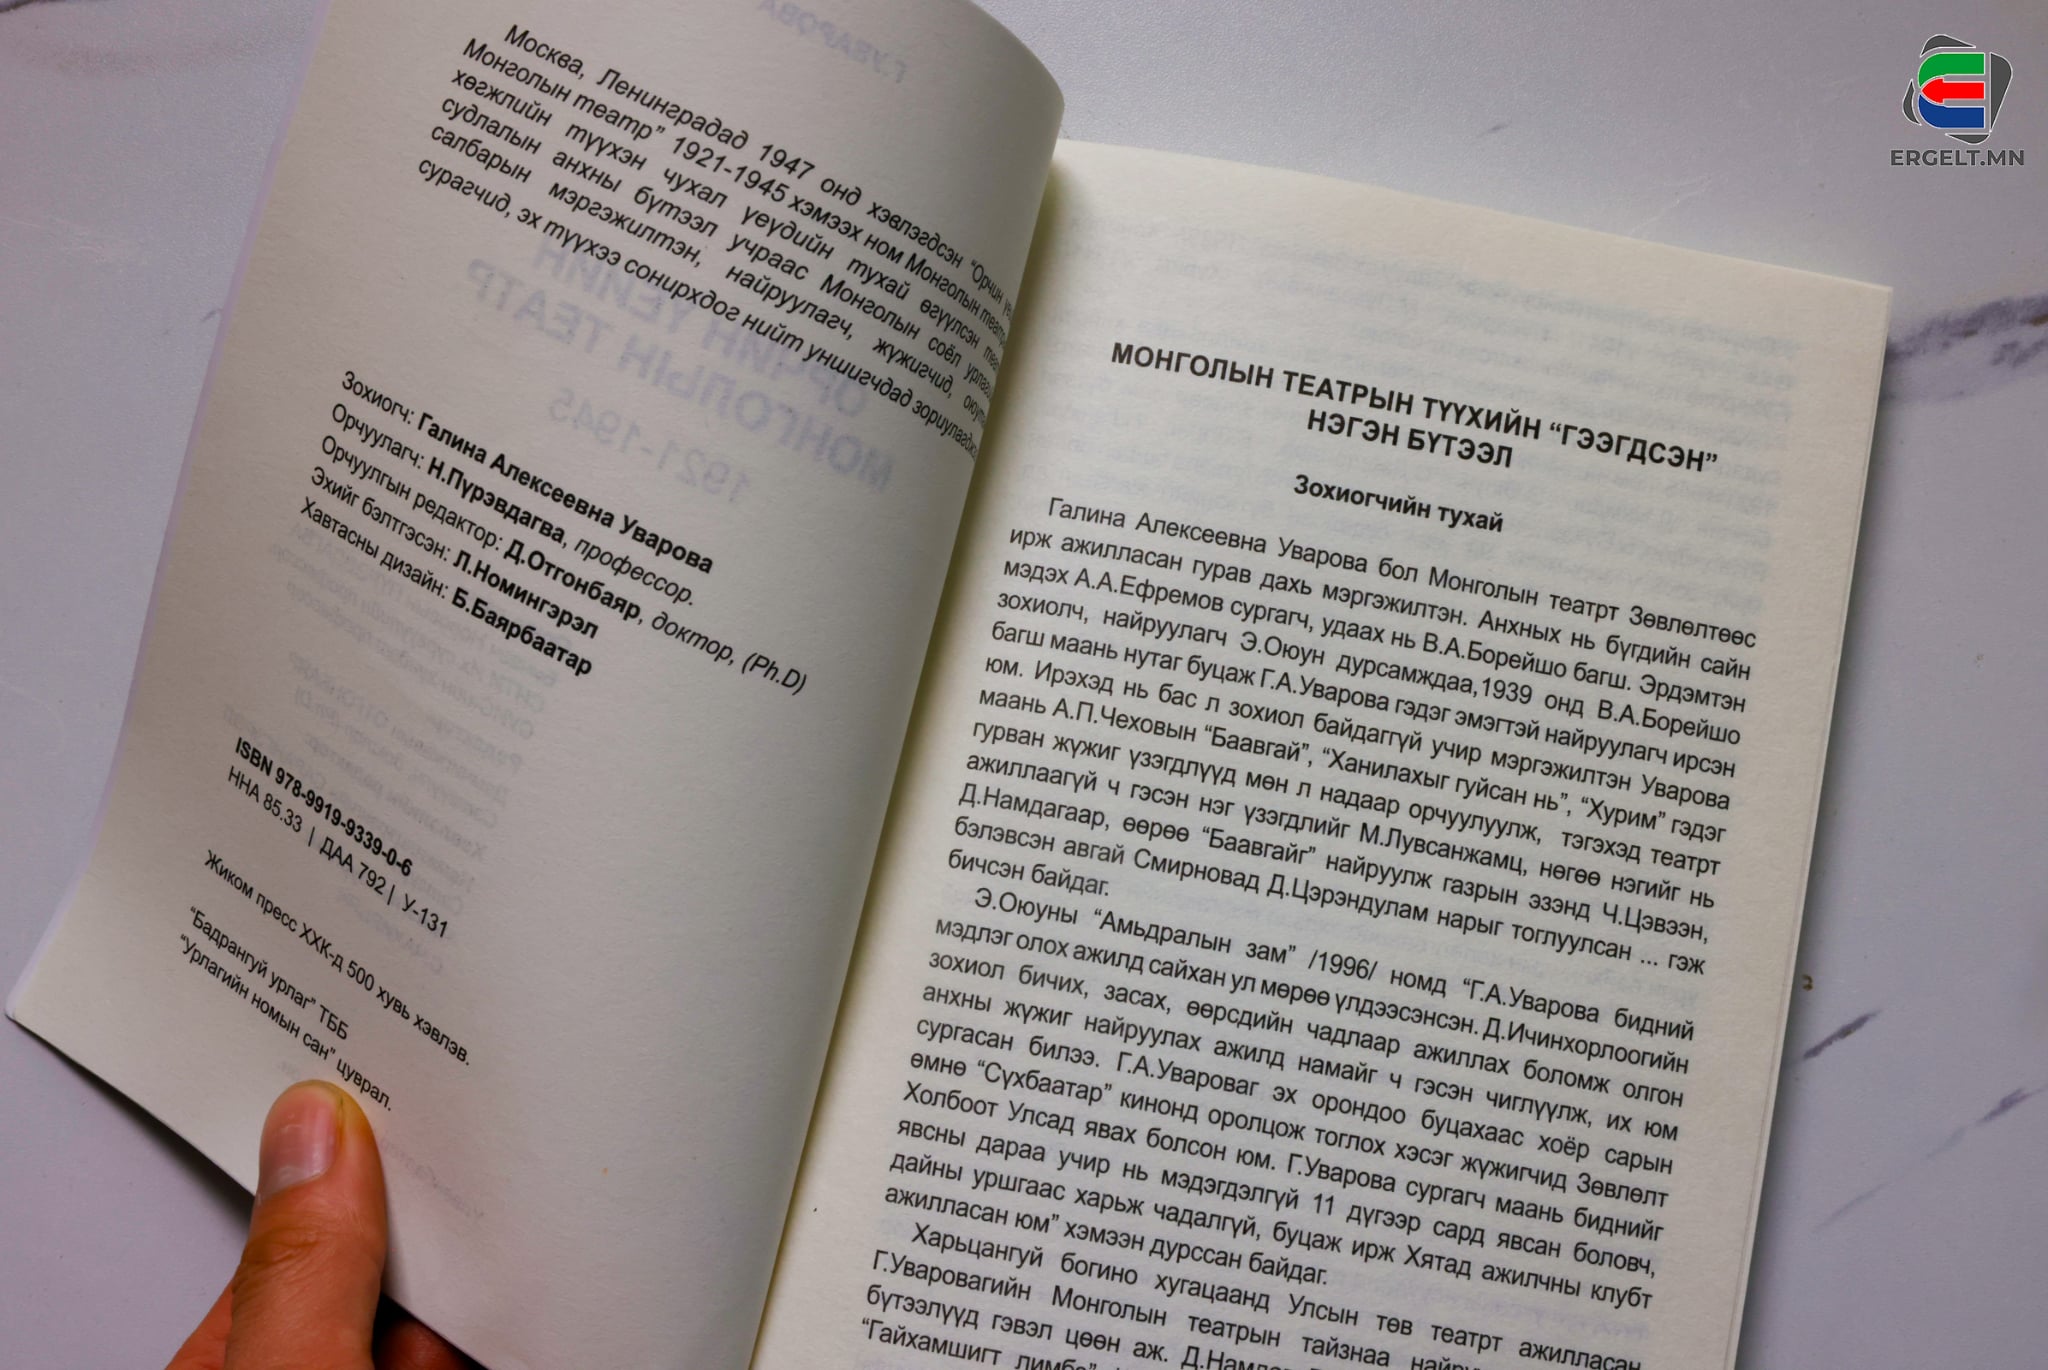 Москва, Ленинградад 1947 онд хэвлэгдсэн “Орчин
Монголын театр” 1921-1945 хэмээх ном Монголын
хөгжлийн түүхэн чухал үеүдийн тухай өгүүлсэн
судлалын анхны бүтээл учраас Монголын соёл
салбарын мэргэжилтэн, найруулагч, жүжигчид,
сурагчид, эх түүхээ сонирхдог нийт уншигчдад
Зохиогч: Галина Алексеевна Уварова
Орчуулагч: Н.Пүрэвдагва, профессор.
Орчуулгын редактор: Д.Отгонбаяр, доктор, (Ph.D)
Эхийг бэлтгэсэн: Л.Номингэрэл
Хавтасны дизайн: Б.Баярбаатар
ISBN 978-9919-9339-0-6
ННА 85.33 | ДАА 792 | У-131
Жиком пресс ХХК-д 500 хувь хэвлэв.
“Бадрангуй урлаг” ТББ
“Урлагийн номын сан” цуврал.
МОНГОЛЫН ТЕАТРЫН ТҮҮХИЙН “ГЭЭГДСЭН”
НЭГЭН БҮТЭЭЛ
Зохиогчийн тухай
Галина Алексеевна Уварова бол Монголын театрт Зөвлөлтөөс
ирж ажилласан гурав дахь мэргэжилтэн. Анхных нь бүгдийн сайн
мэдэх А.А.Ефремов сургагч, удаах нь В.А.Борейшо багш. Эрдэмтэн
зохиолч, найруулагч Э.Оюун дурсамждаа,1939 онд В.А.Борейшо
багш маань нутаг буцаж Г.А.Уварова гэдэг эмэгтэй найруулагч ирсэн
юм. Ирэхэд нь бас л зохиол байдаггүй учир мэргэжилтэн Уварова
маань А.П.Чеховын “Баавгай”, “Ханилахыг гуйсан нь”, “Хурим” гэдэг
гурван жүжиг үзэгдлүүд мөн л надаар орчуулуулж, тэгэхэд театрт
ажиллаагүй ч гэсэн нэг үзэгдлийг М.Лувсанжамц, нөгөө нэгийг нь
Д.Намдагаар, өөрөө “Баавгайг” найруулж газрын эзэнд Ч.Цэвээн,
бэлэвсэн авгай Смирновад Д.Цэрэндулам нарыг тоглуулсан ... гэж
бичсэн байдаг.
Э.Оюуны “Амьдралын зам” /1996/ номд “Г.А.Уварова бидний
мэдлэг олох ажилд сайхан ул мөрөө үлдээсэнсэн. Д.Ичинхорлоогийн
зохиол бичих, засах, өөрсдийн чадлаар ажиллах боломж олгон
анхны жүжиг найруулах ажилд намайг ч гэсэн чиглүүлж, их юм
сургасан билээ. Г.А.Увароваг эх орондоо буцахаас хоёр сарын
өмнө “Сүхбаатар” кинонд оролцож тоглох хэсэг жүжигчид Зөвлөлт
Холбоот Улсад явах болсон юм. Г.Уварова сургагч маань биднийг
явсны дараа учир нь мэдэгдэлгүй 11 дүгээр сард явсан боловч,
дайны уршгаас харьж чадалгүй, буцаж ирж Хятад ажилчны клубт
ажилласан юм” хэмээн дурссан байдаг.
Харьцангуй богино хугацаанд Улсын төв театрт ажилласан
Г.Уваровагийн Монголын театрын тайзнаа
бүтээлүүд гэвэл цөөн аж.
“Гайхамшигт лимбэ”
ERGELT.MN